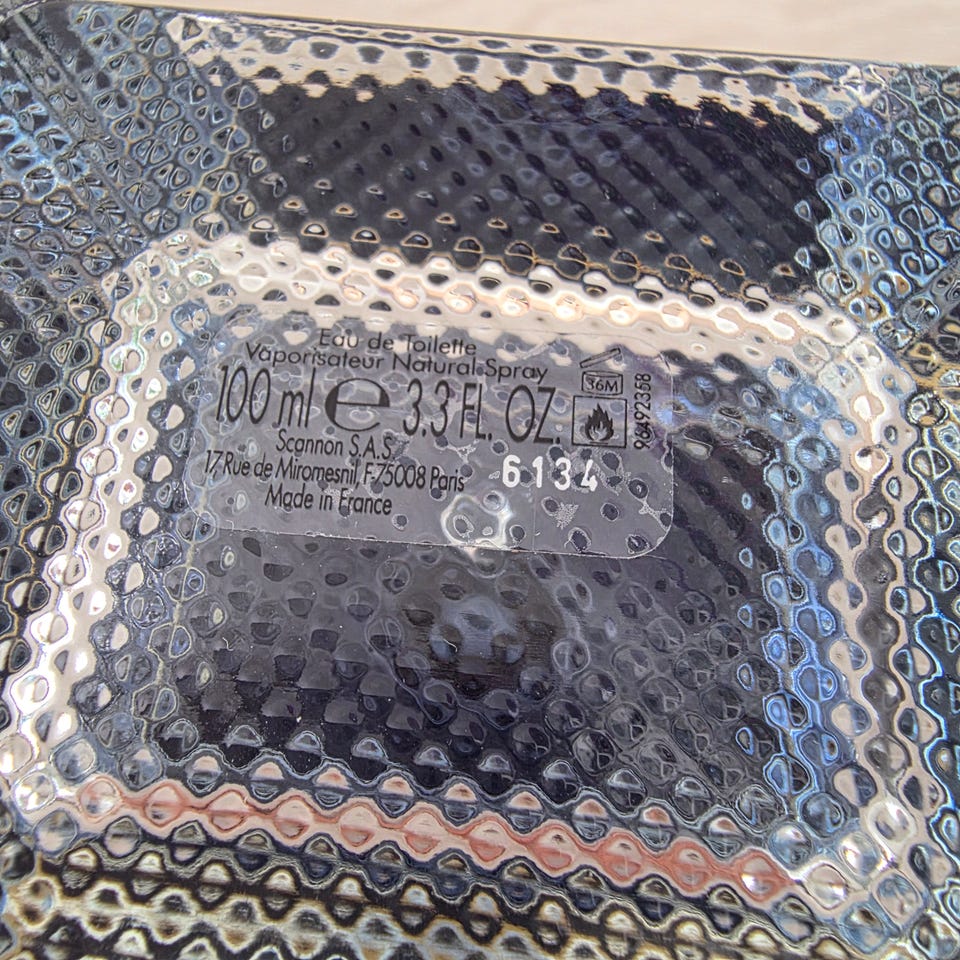 Eau de Toilette
Vaporisateur Natural Spray
100 ml e 3.3 FL. OZ.
36M
96492358
Scannon S.A.S.
17, Rue de Miromesnil, F-75008 Paris
6134
Made in France